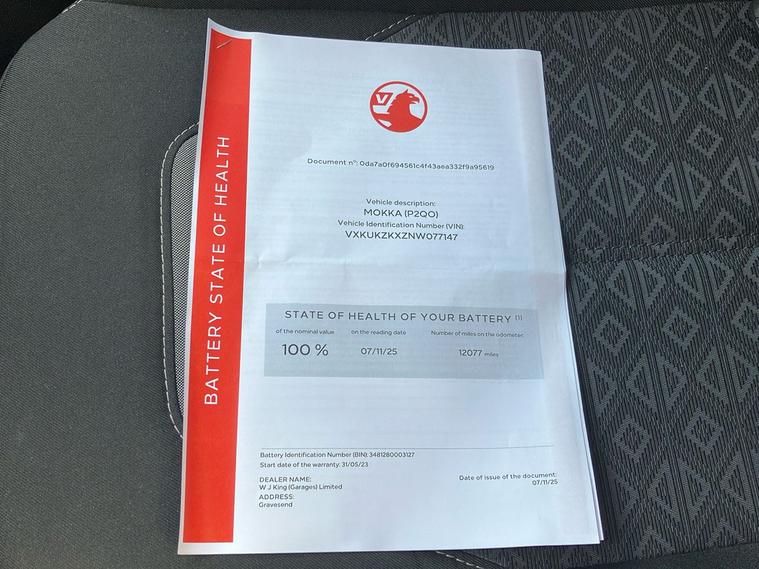 BATTERY STATE OF HEALTH
V
Document n°: 0da7a0f694561c4f43aea332f9a95619
Vehicle description:
MOKKA (P2QO)
Vehicle Identification Number (VIN):
VXKUKZKXZNW077147
STATE OF HEALTH OF YOUR BATTERY (1)
of the nominal value on the reading date Number of miles on the odometer:
100 % 07/11/25 12077 miles
Battery Identification Number (BIN): 3481280003127
Start date of the warranty: 31/05/23
DEALER NAME:
W J King (Garages) Limited
ADDRESS:
Gravesend
Date of issue of the document:
07/11/25